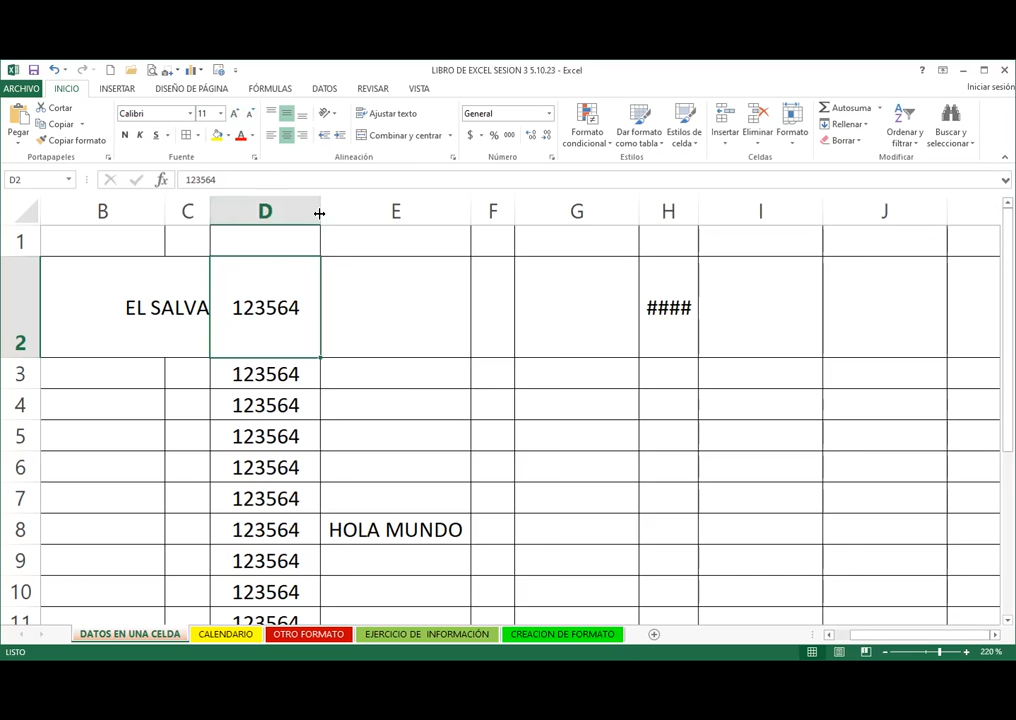 LIBRO DE EXCEL SESION 3 5.10.23 - Excel
ARCHIVO INICIO INSERTAR DISEÑO DE PÁGINA FÓRMULAS DATOS REVISAR VISTA
Iniciar sesión
Pegar
Cortar
Copiar
Copiar formato
Portapapeles
Calibri 11
N K S
Fuente
Ajustar texto
Combinar y centrar
Alineación
General
$ % 000
Número
Formato condicional
Dar formato como tabla
Estilos de celda
Estilos
Insertar Eliminar Formato
Celdas
Autosuma
Rellenar
Borrar
Ordenar y filtrar
Buscar y seleccionar
Modificar
D2 fx 123564
B C D E F G H I J
1
2 EL SALVA 123564 ####
3 123564
4 123564
5 123564
6 123564
7 123564
8 123564 HOLA MUNDO
9 123564
10 123564
11 123564
DATOS EN UNA CELDA CALENDARIO OTRO FORMATO EJERCICIO DE INFORMACIÓN CREACION DE FORMATO
LISTO 220 %